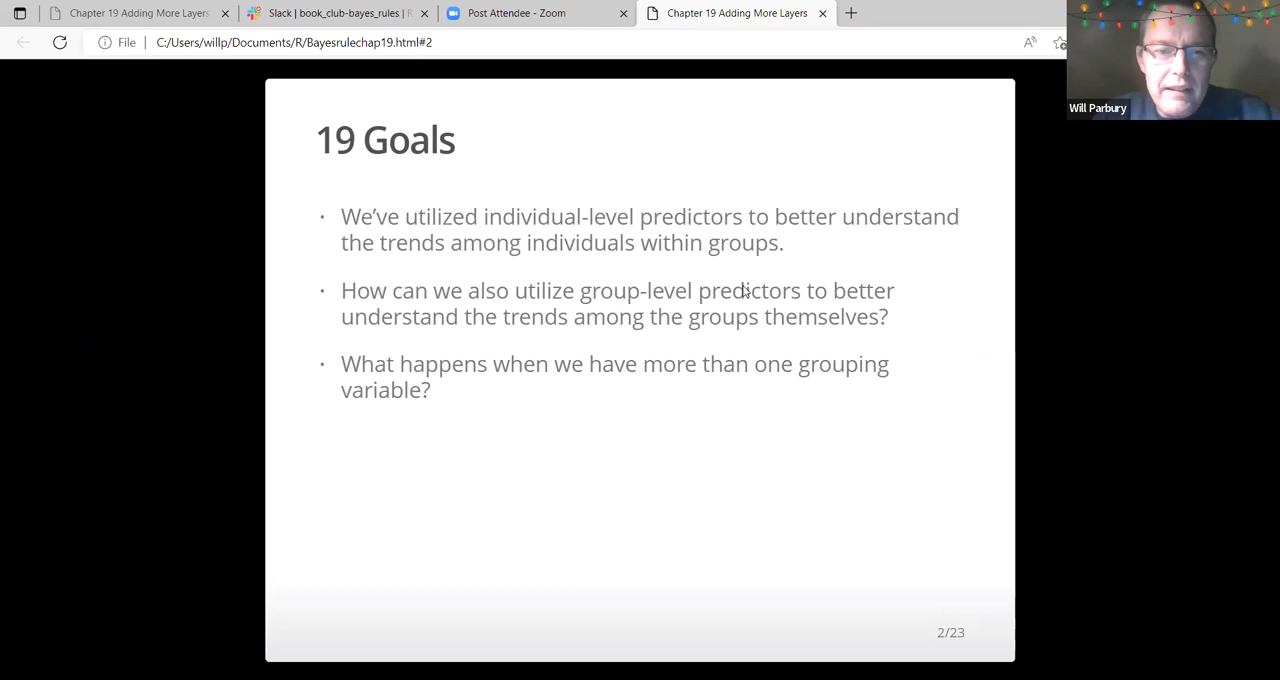 Chapter 19 Adding More Layers
Slack | book_club-bayes_rules | R
Post Attendee - Zoom
Chapter 19 Adding More Layers
File
C:/Users/willp/Documents/R/Bayesrulechap19.html#2
Will Parbury
19 Goals
· We've utilized individual-level predictors to better understand
the trends among individuals within groups.
· How can we also utilize group-level predictors to better
understand the trends among the groups themselves?
· What happens when we have more than one grouping
variable?
2/23